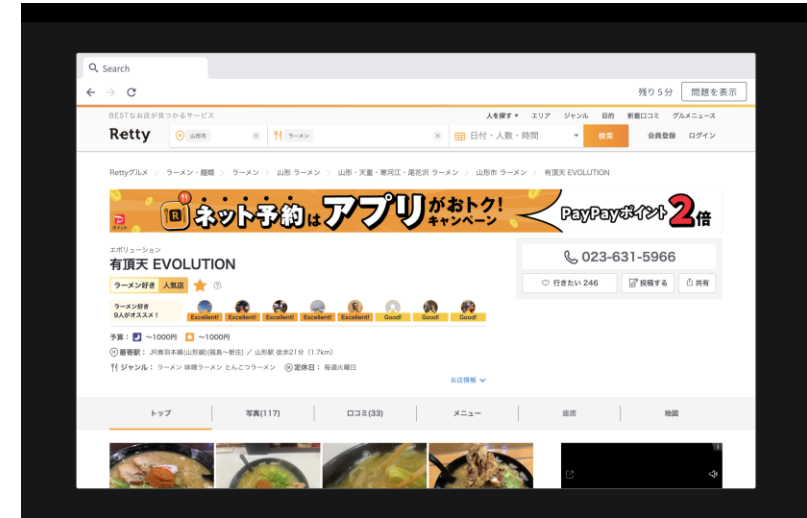 Search
残り5分 問題を表示
BESTなお店が見つかるサービス
人を探す エリア ジャンル 目的 新着口コミ グルメニュース
Retty 山形市 ラーメン 日付・人数・時間 検索 会員登録 ログイン
Rettyグルメ > ラーメン・麺類 > ラーメン > 山形 ラーメン > 山形・天童・寒河江・尾花沢 ラーメン > 山形市 ラーメン > 有頂天 EVOLUTION
ポイント R ネット予約はアプリがおトク!キャンペーン PayPayポイント2倍
エボリューション
有頂天 EVOLUTION
023-631-5966
ラーメン好き 人気店
行きたい 246 投稿する 共有
ラーメン好き
9人がオススメ!
Excellent! Excellent! Excellent! Excellent! Excellent! Good! Good! Good!
予算: ~1000円 ~1000円
最寄駅: JR奥羽本線(山形線)(福島~新庄) / 山形駅 徒歩21分(1.7km)
ジャンル: ラーメン 味噌ラーメン とんこつラーメン 定休日: 毎週火曜日
お店情報
トップ 写真(117) 口コミ(33) メニュー 座席 地図